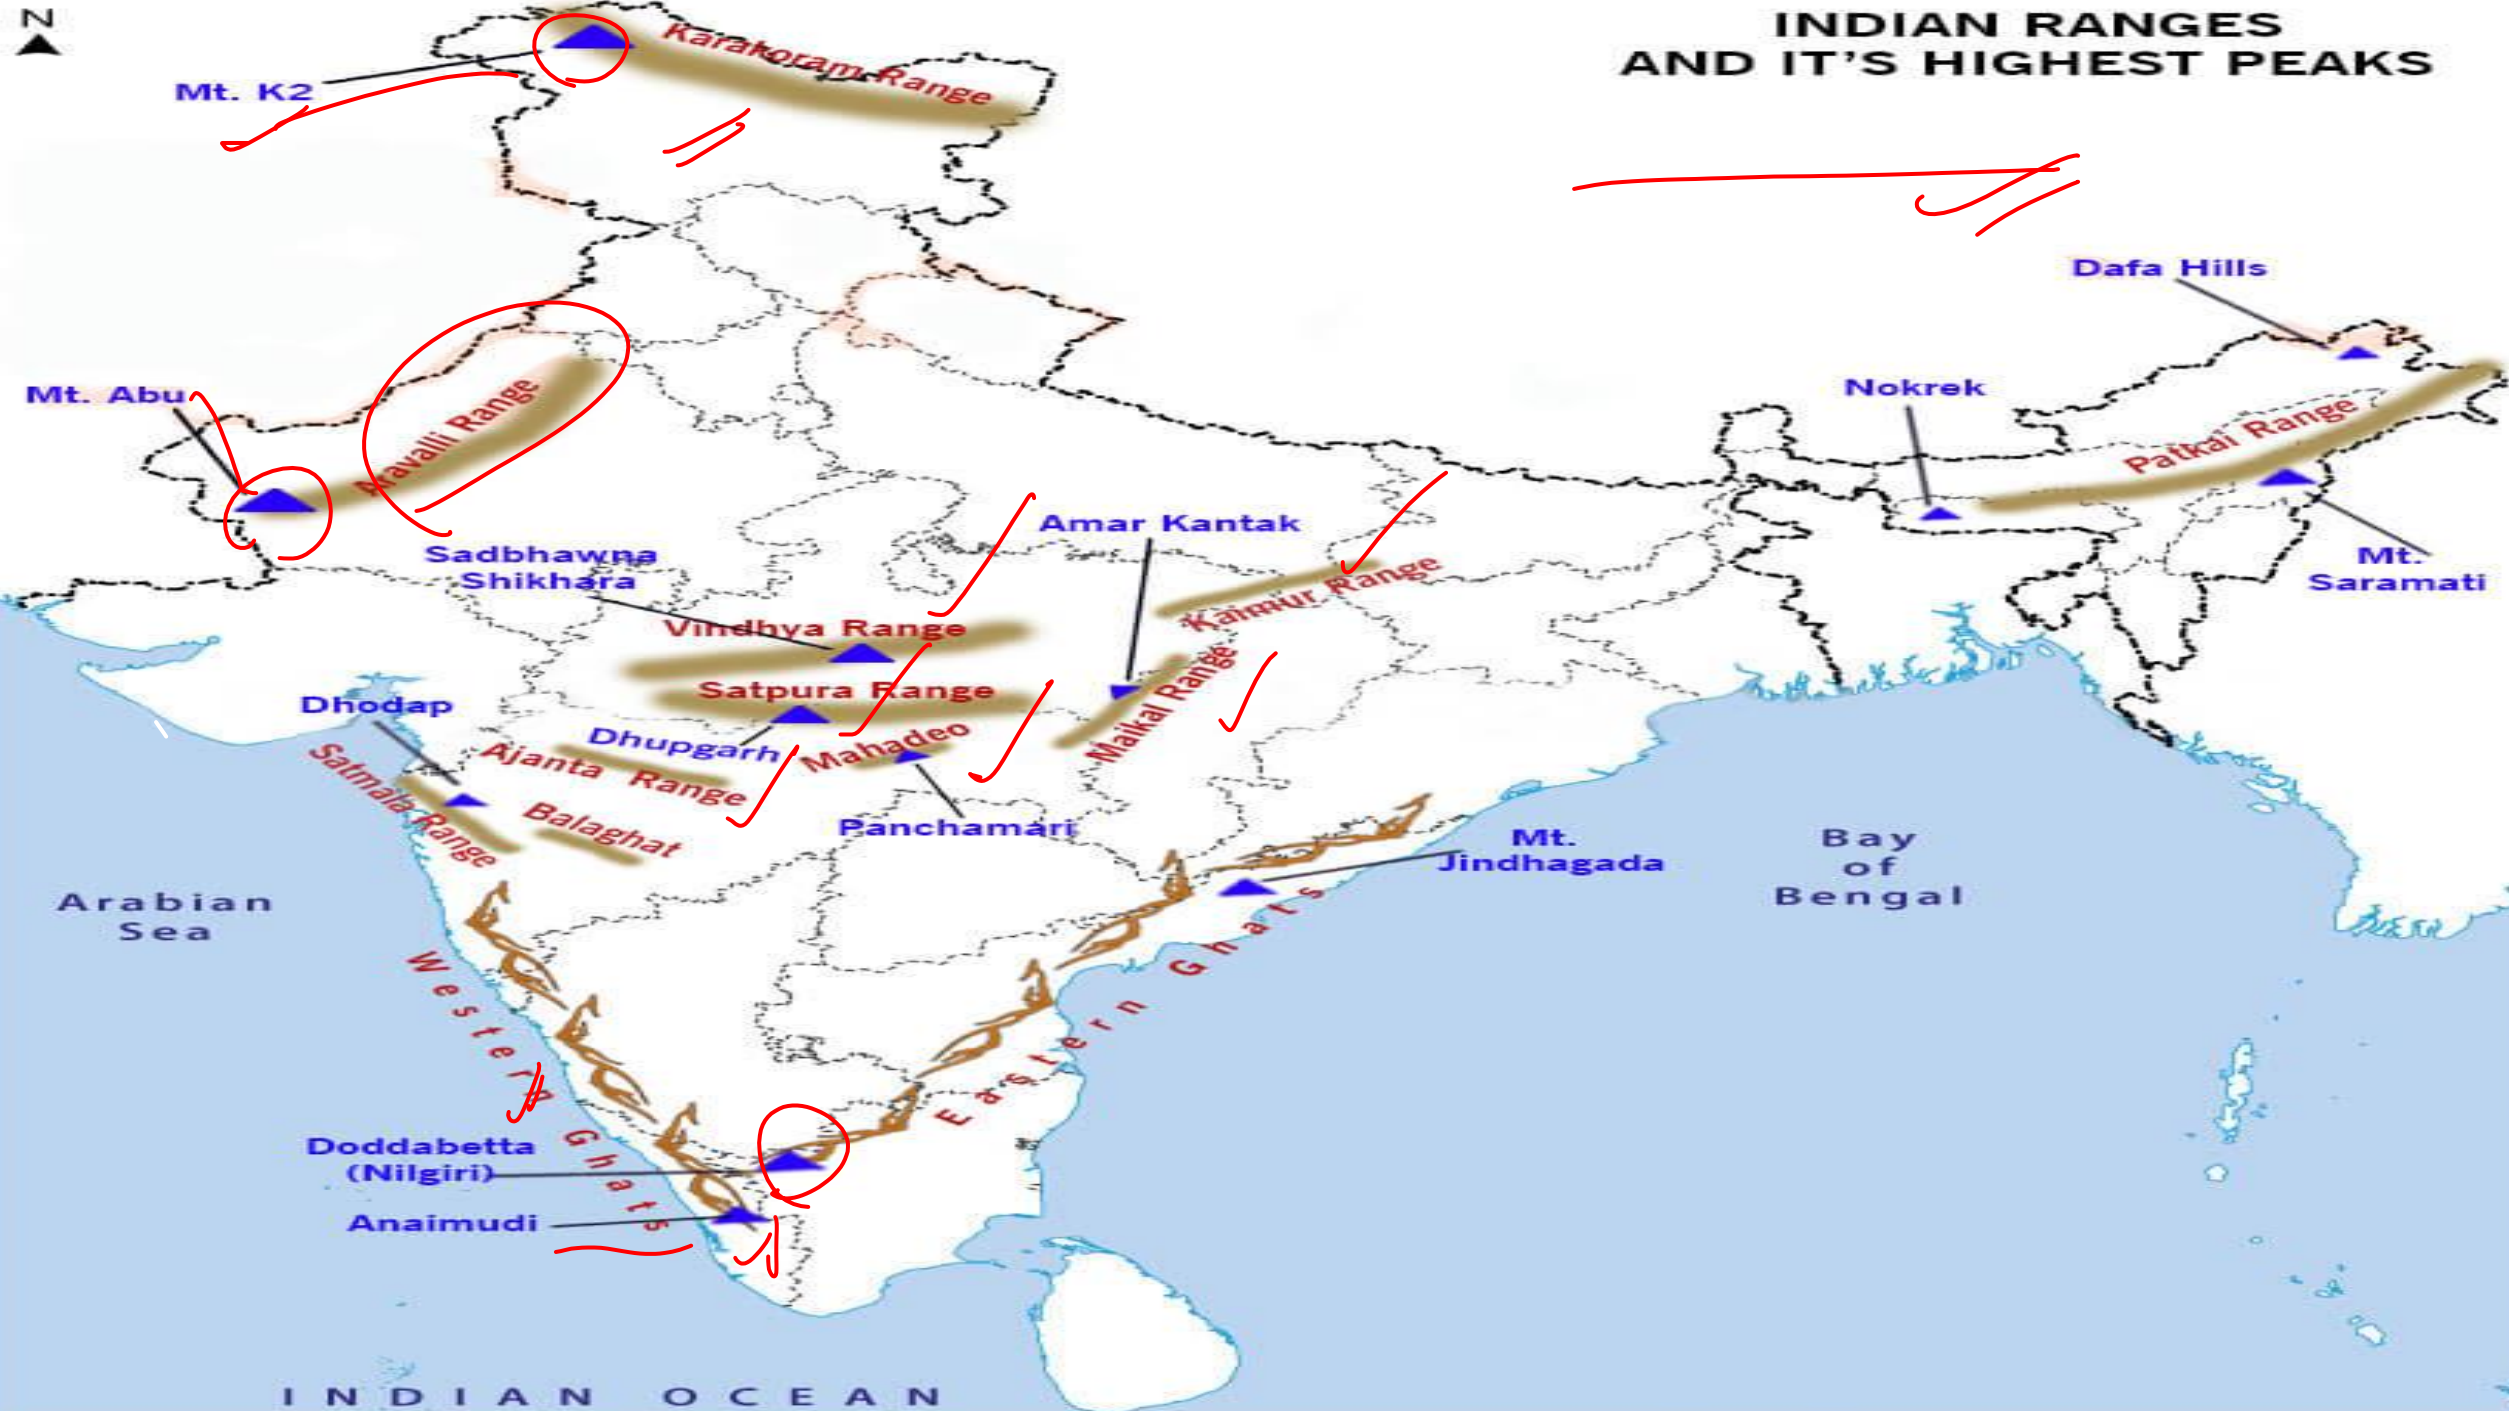 N
INDIAN RANGES
AND IT'S HIGHEST PEAKS
Karakoram Range
Mt. K2
Dafa Hills
Mt. Abu
Aravalli Range
Nokrek
Patkai Range
Amar Kantak
Sadbhawna
Shikhara
Mt.
Saramati
Kaimur Range
Vindhya Range
Satpura Range
Maikal Range
Dhodap
Dhupgarh
Mahadeo
Ajanta Range
Satmala Range
Balaghat
Panchamari
Mt.
Jindhagada
Bay
of
Bengal
Arabian
Sea
Western Ghats
Eastern Ghats
Doddabetta
(Nilgiri)
Anaimudi
INDIAN OCEAN